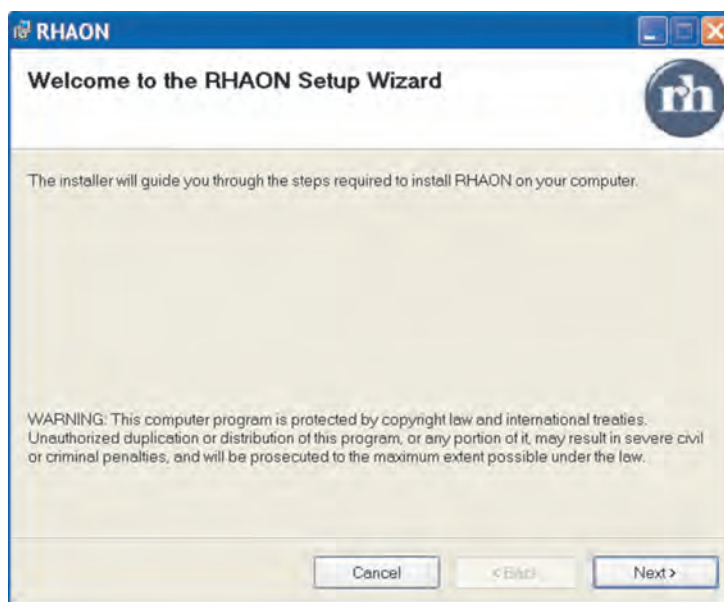 RHAON
Welcome to the RHAON Setup Wizard
rh
The installer will guide you through the steps required to install RHAON on your computer.
WARNING: This computer program is protected by copyright law and international treaties.
Unauthorized duplication or distribution of this program, or any portion of it, may result in severe civil
or criminal penalties, and will be prosecuted to the maximum extent possible under the law.
Cancel
< Back
Next >